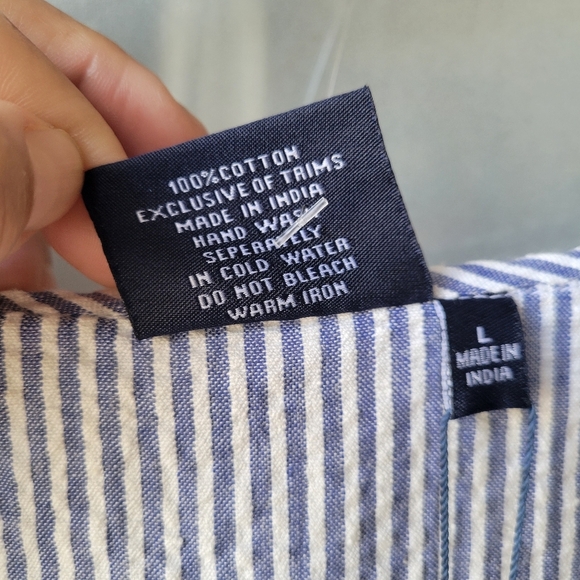 100%COTTON
EXCLUSIVE OF TRIMS
MADE IN INDIA
HAND WASH
SEPERATELY
IN COLD WATER
DO NOT BLEACH
WARM IRON
L
MADE IN
INDIA